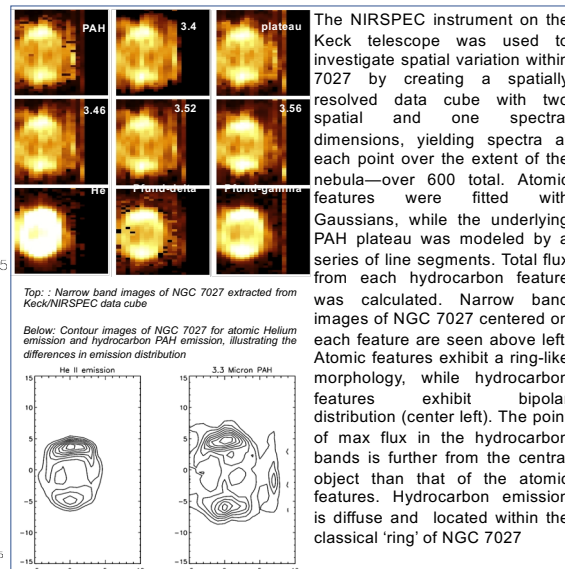 PAH
3.4
plateau
3.46
3.52
3.56
He
Pfund-delta
Pfund-gamma
Top: : Narrow band images of NGC 7027 extracted from
Keck/NIRSPEC data cube
Below: Contour images of NGC 7027 for atomic Helium
emission and hydrocarbon PAH emission, illustrating the
differences in emission distribution
He II emission
3.3 Micron PAH
15
10
5
0
-5
-10
-15
15
10
5
0
-5
-10
-15
The NIRSPEC instrument on the
Keck telescope was used to
investigate spatial variation within
7027 by creating a spatially
resolved data cube with two
spatial and one spectra
dimensions, yielding spectra a
each point over the extent of the
nebula—over 600 total. Atomic
features were fitted with
Gaussians, while the underlying
PAH plateau was modeled by a
series of line segments. Total flux
from each hydrocarbon feature
was calculated. Narrow band
images of NGC 7027 centered on
each feature are seen above left.
Atomic features exhibit a ring-like
morphology, while hydrocarbon
features exhibit bipola
distribution (center left). The poin
of max flux in the hydrocarbon
bands is further from the centra
object than that of the atomic
features. Hydrocarbon emission
is diffuse and located within the
classical ‘ring’ of NGC 7027